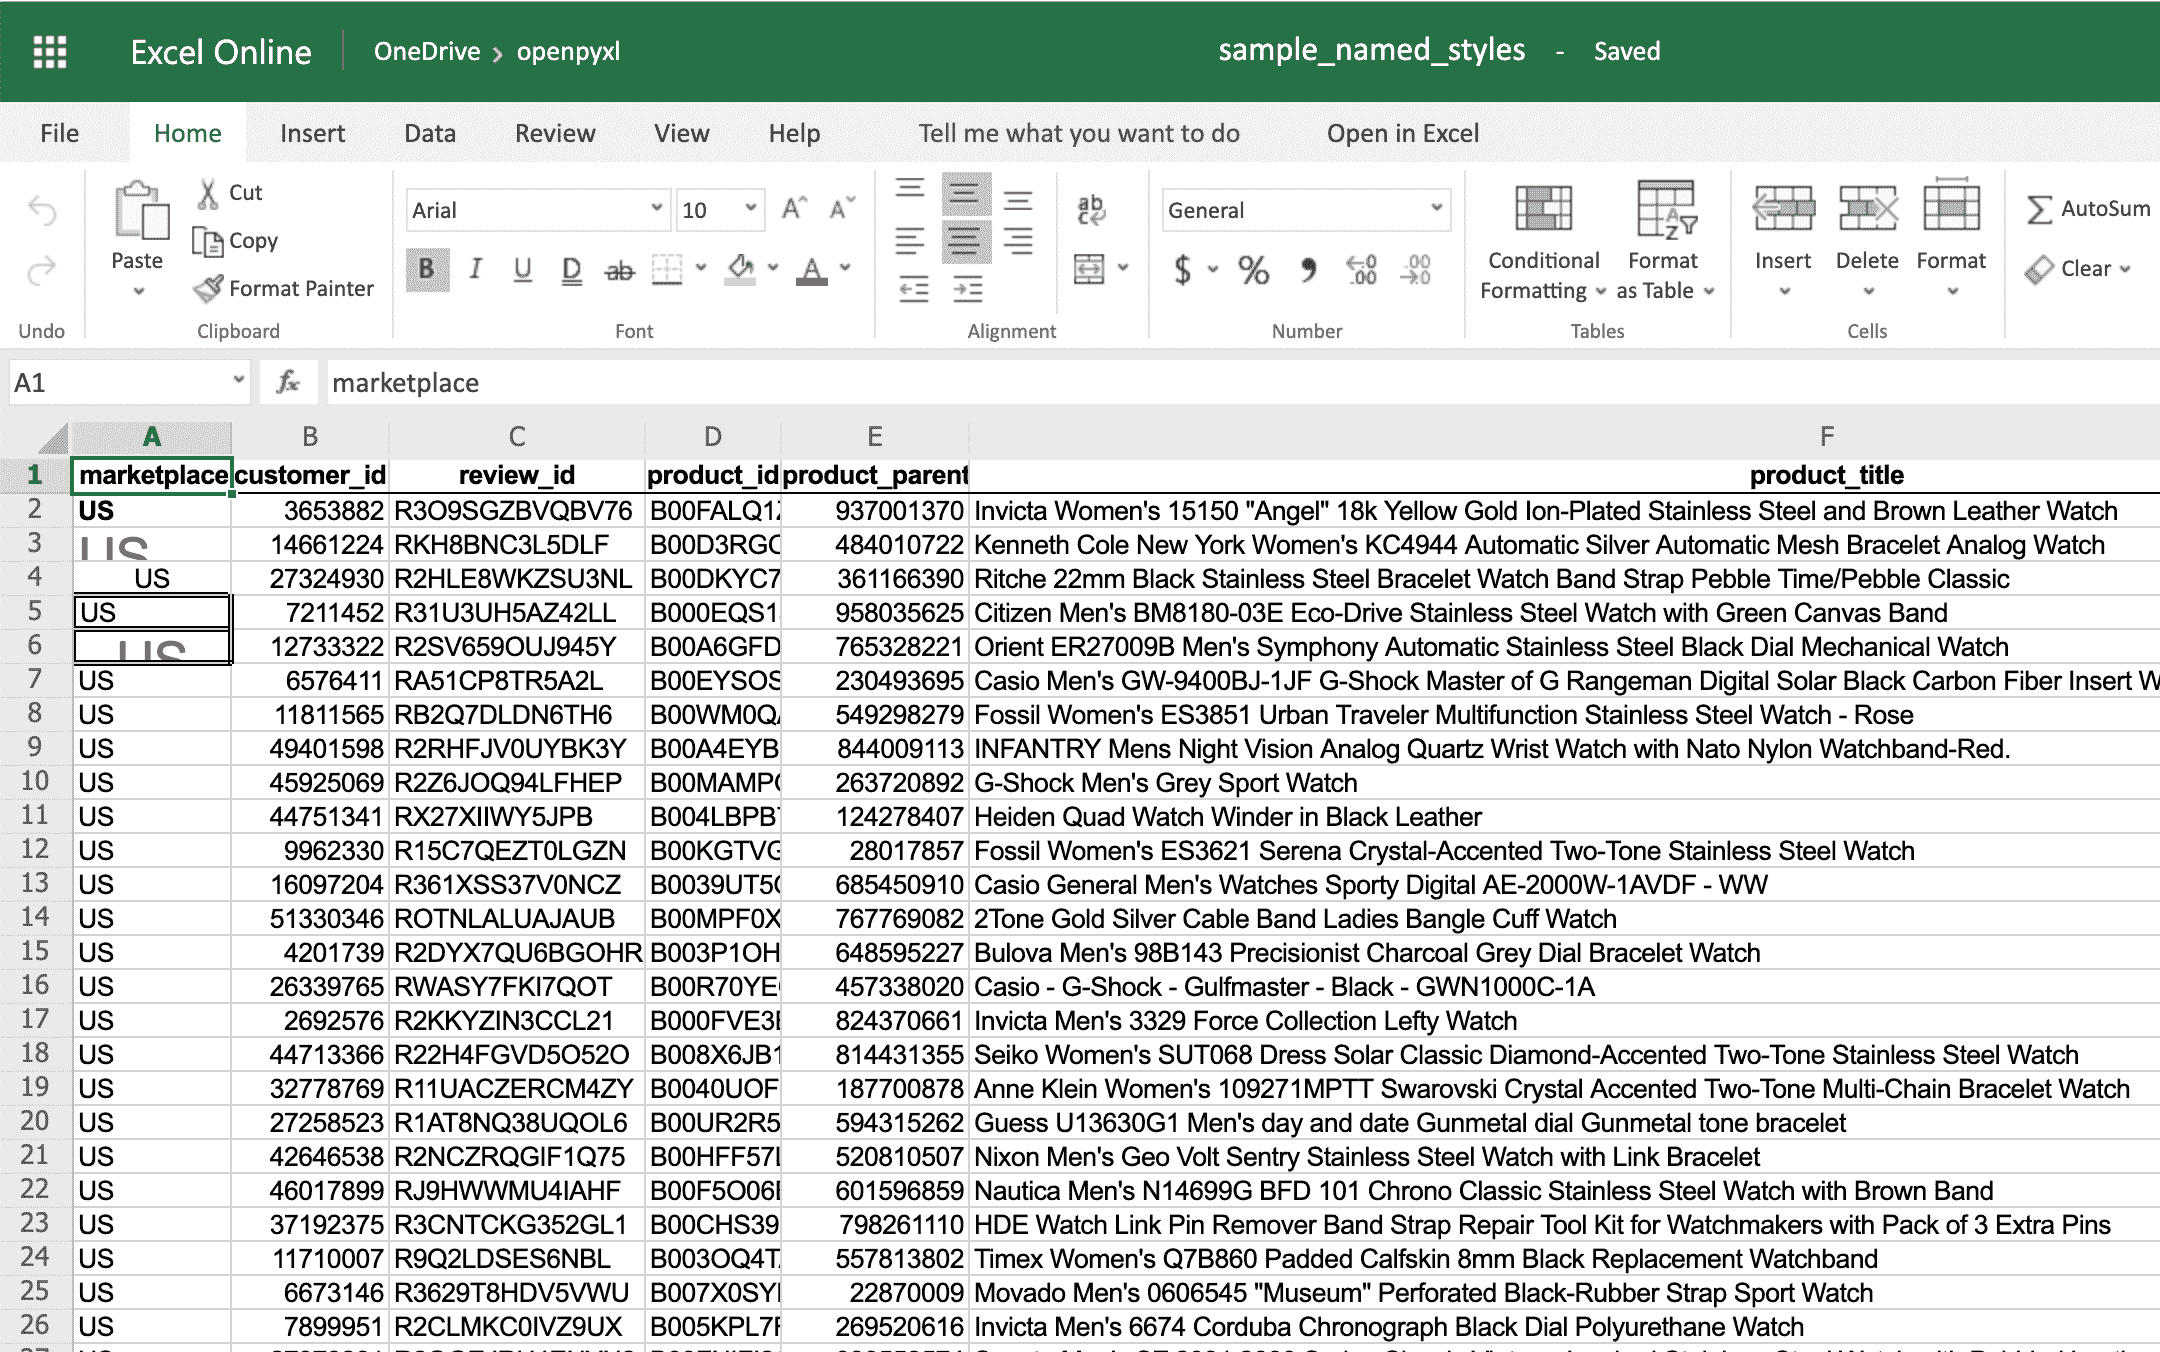 Excel Online OneDrive > openpyxl sample_named_styles - Saved
File Home Insert Data Review View Help Tell me what you want to do Open in Excel
Cut
Copy
Format Painter
Paste
Arial 10
B I U D ab
ab
General
$ % , .0 .00 .00 .0
Conditional Formatting
Format as Table
Insert Delete Format
AutoSum
Clear
Undo Clipboard Font Alignment Number Tables Cells
A1 fx marketplace
A B C D E F
1 marketplace customer_id review_id product_id product_parent product_title
2 US 3653882 R3O9SGZBVQBV76 B00FALQ1 937001370 Invicta Women's 15150 "Angel" 18k Yellow Gold Ion-Plated Stainless Steel and Brown Leather Watch
3 US 14661224 RKH8BNC3L5DLF B00D3RG 484010722 Kenneth Cole New York Women's KC4944 Automatic Silver Automatic Mesh Bracelet Analog Watch
4 US 27324930 R2HLE8WKZSU3NL B00DKYC7 361166390 Ritche 22mm Black Stainless Steel Bracelet Watch Band Strap Pebble Time/Pebble Classic
5 US 7211452 R31U3UH5AZ42LL B000EQS1 958035625 Citizen Men's BM8180-03E Eco-Drive Stainless Steel Watch with Green Canvas Band
6 US 12733322 R2SV659OUJ945Y B00A6GFD 765328221 Orient ER27009B Men's Symphony Automatic Stainless Steel Black Dial Mechanical Watch
7 US 6576411 RA51CP8TR5A2L B00EYSOS 230493695 Casio Men's GW-9400BJ-1JF G-Shock Master of G Rangeman Digital Solar Black Carbon Fiber Insert W
8 US 11811565 RB2Q7DLDN6TH6 B00WM0Q 549298279 Fossil Women's ES3851 Urban Traveler Multifunction Stainless Steel Watch - Rose
9 US 49401598 R2RHFJV0UYBK3Y B00A4EYB 844009113 INFANTRY Mens Night Vision Analog Quartz Wrist Watch with Nato Nylon Watchband-Red.
10 US 45925069 R2Z6JOQ94LFHEP B00MAMP 263720892 G-Shock Men's Grey Sport Watch
11 US 44751341 RX27XIIWY5JPB B004LBPB 124278407 Heiden Quad Watch Winder in Black Leather
12 US 9962330 R15C7QEZT0LGZN B00KGTV 28017857 Fossil Women's ES3621 Serena Crystal-Accented Two-Tone Stainless Steel Watch
13 US 16097204 R361XSS37V0NCZ B0039UT5 685450910 Casio General Men's Watches Sporty Digital AE-2000W-1AVDF - WW
14 US 51330346 ROTNLALUAJAUB B00MPF0X 767769082 2Tone Gold Silver Cable Band Ladies Bangle Cuff Watch
15 US 4201739 R2DYX7QU6BGOHR B003P1OH 648595227 Bulova Men's 98B143 Precisionist Charcoal Grey Dial Bracelet Watch
16 US 26339765 RWASY7FKI7QOT B00R70YE 457338020 Casio - G-Shock - Gulfmaster - Black - GWN1000C-1A
17 US 2692576 R2KKYZIN3CCL21 B000FVE3 824370661 Invicta Men's 3329 Force Collection Lefty Watch
18 US 44713366 R22H4FGVD5O52O B008X6JB1 814431355 Seiko Women's SUT068 Dress Solar Classic Diamond-Accented Two-Tone Stainless Steel Watch
19 US 32778769 R11UACZERCM4ZY B0040UOF 187700878 Anne Klein Women's 109271MPTT Swarovski Crystal Accented Two-Tone Multi-Chain Bracelet Watch
20 US 27258523 R1AT8NQ38UQOL6 B00UR2R5 594315262 Guess U13630G1 Men's day and date Gunmetal dial Gunmetal tone bracelet
21 US 42646538 R2NCZRQGIF1Q75 B00HFF57 520810507 Nixon Men's Geo Volt Sentry Stainless Steel Watch with Link Bracelet
22 US 46017899 RJ9HWWMU4IAHF B00F5O06 601596859 Nautica Men's N14699G BFD 101 Chrono Classic Stainless Steel Watch with Brown Band
23 US 37192375 R3CNTCKG352GL1 B00CHS39 798261110 HDE Watch Link Pin Remover Band Strap Repair Tool Kit for Watchmakers with Pack of 3 Extra Pins
24 US 11710007 R9Q2LDSES6NBL B003OQ4T 557813802 Timex Women's Q7B860 Padded Calfskin 8mm Black Replacement Watchband
25 US 6673146 R3629T8HDV5VWU B007X0SY 22870009 Movado Men's 0606545 "Museum" Perforated Black-Rubber Strap Sport Watch
26 US 7899951 R2CLMKC0IVZ9UX B005KPL7 269520616 Invicta Men's 6674 Corduba Chronograph Black Dial Polyurethane Watch